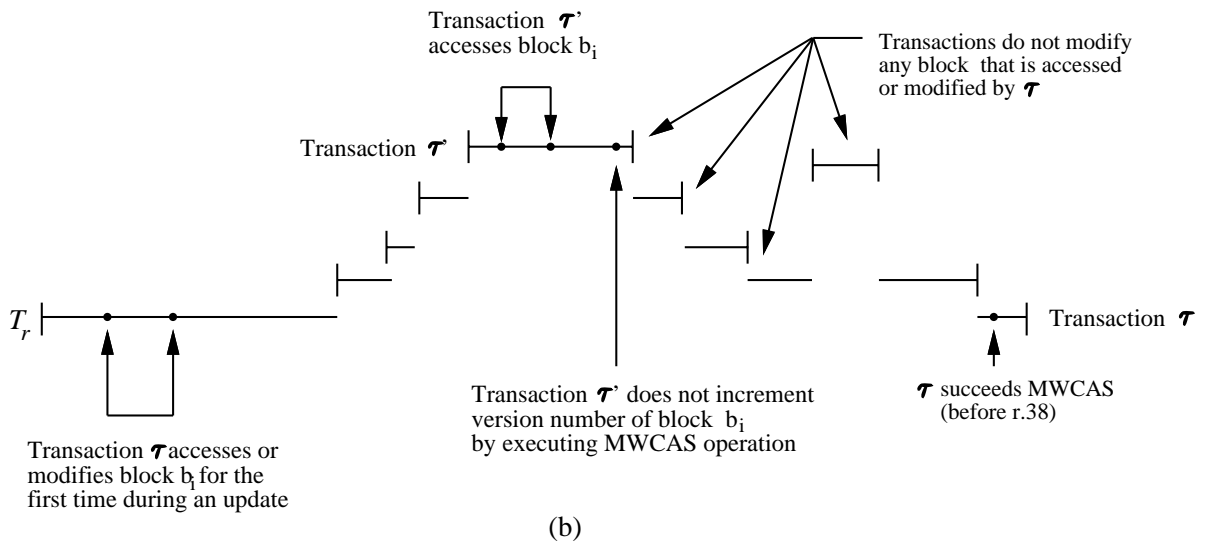 Transaction τ'
accesses block bi
Transactions do not modify
any block that is accessed
or modified by τ
Transaction τ'
Tr
Transaction τ
Transaction τ' does not increment
version number of block bi
by executing MWCAS operation
τ succeeds MWCAS
(before r.38)
Transaction τ accesses or
modifies block bi for the
first time during an update
(b)